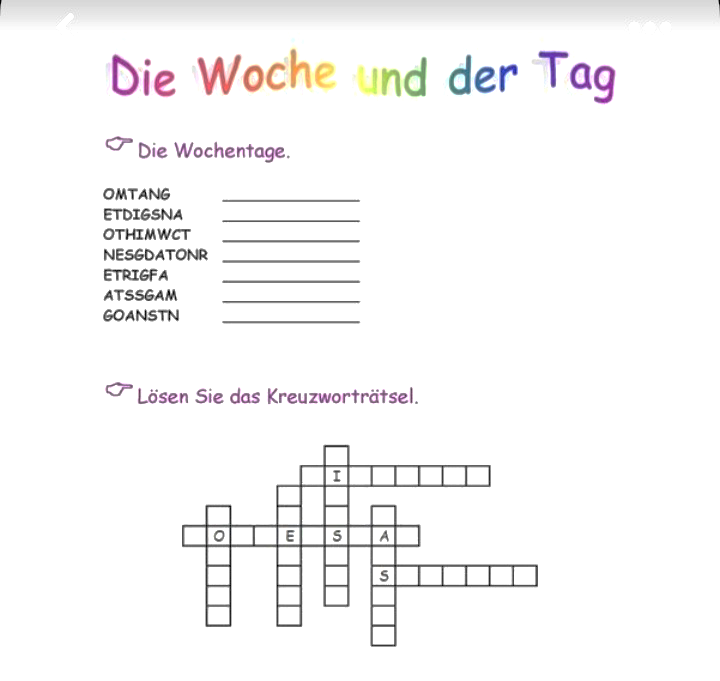 Die Woche und der Tag
Die Wochentage.
OMTANG
ETDIGSNA
OTHIMWCT
NESGDATONR
ETRIGFA
ATSSGAM
GOANSTN
Lösen Sie das Kreuzworträtsel.
I
O E S A
S